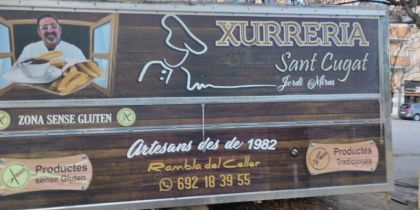 XURRERIA
Sant Cugat
Jordi Miras
ZONA SENSE GLUTEN
Artesans des de 1982
Rambla del Celler
692 18 39 55
Productes
sense Gluten
Productes
Tradicionals